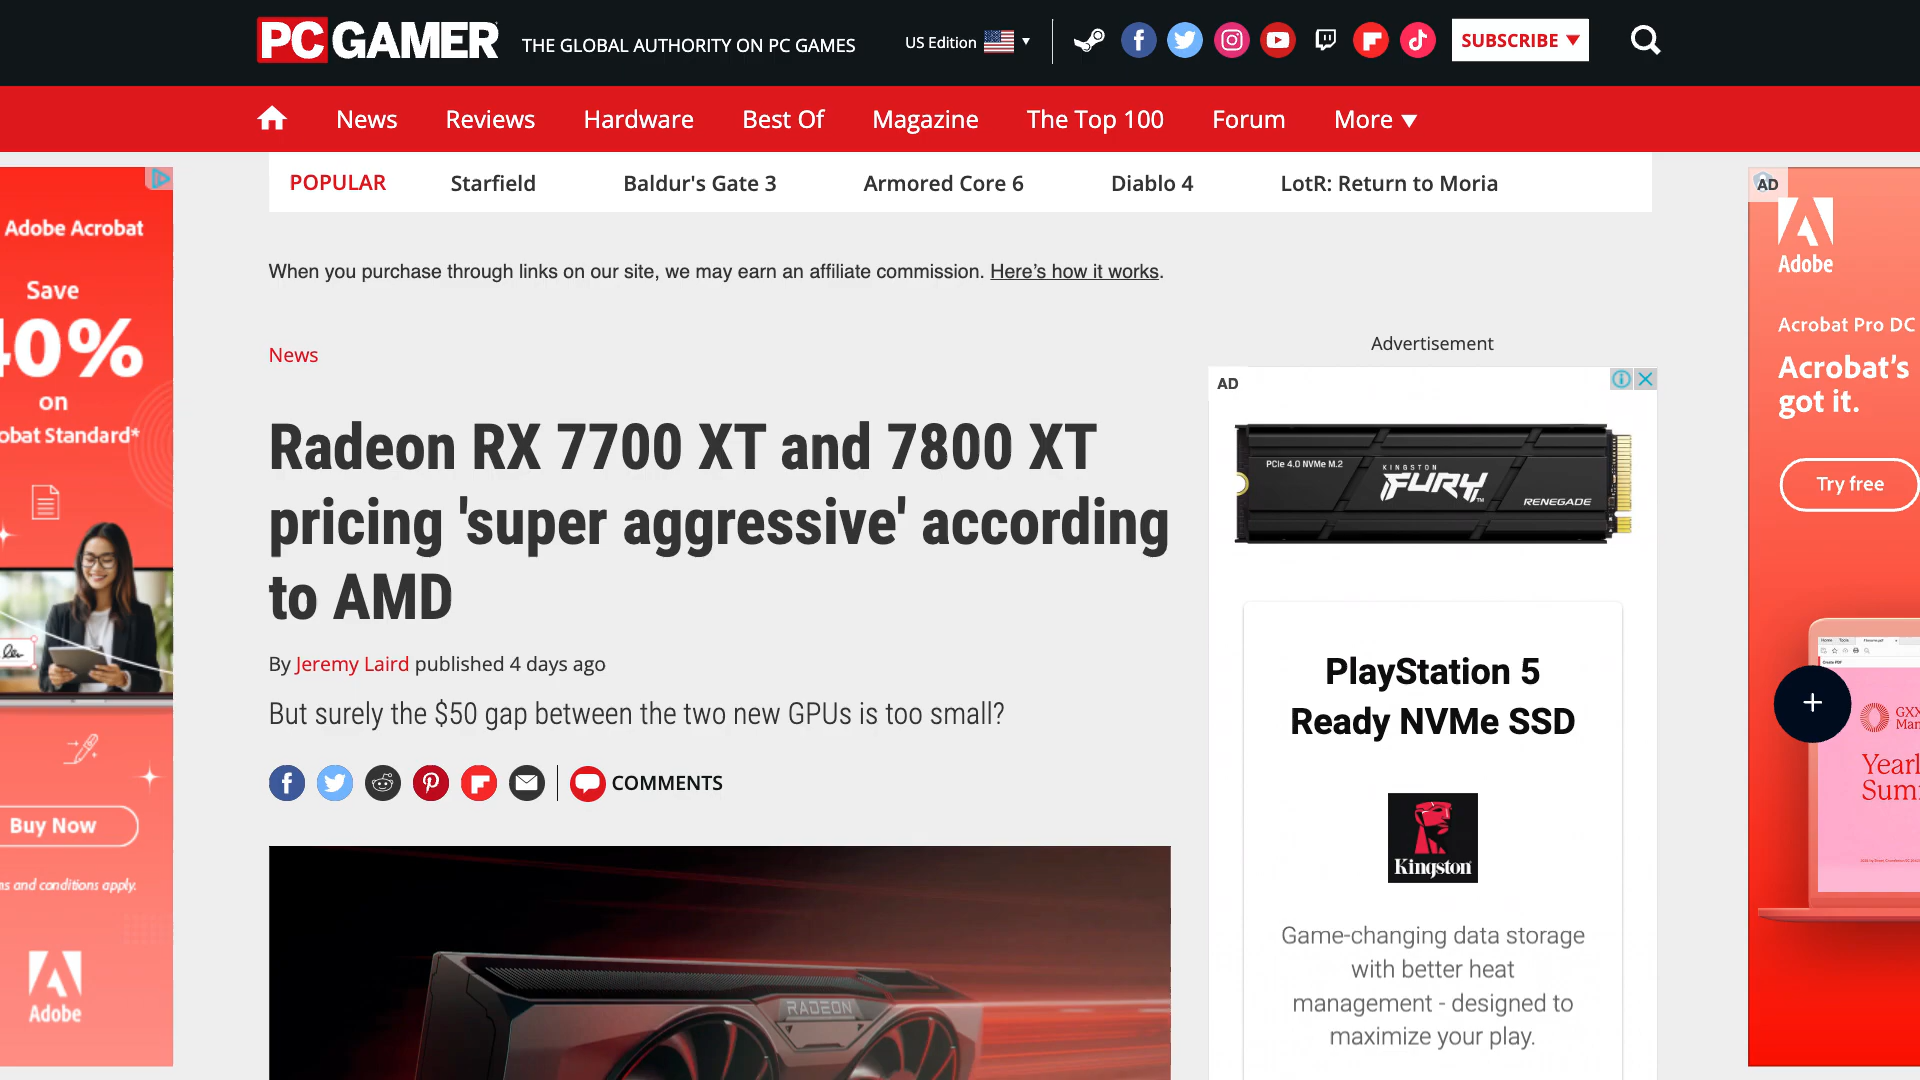 PC GAMER
THE GLOBAL AUTHORITY ON PC GAMES
US Edition
SUBSCRIBE
News
Reviews
Hardware
Best Of
Magazine
The Top 100
Forum
More
POPULAR
Starfield
Baldur's Gate 3
Armored Core 6
Diablo 4
LotR: Return to Moria
When you purchase through links on our site, we may earn an affiliate commission. Here's how it works.
News
Radeon RX 7700 XT and 7800 XT
pricing 'super aggressive' according
to AMD
By Jeremy Laird published 4 days ago
But surely the $50 gap between the two new GPUs is too small?
COMMENTS
RADEON
Advertisement
AD
PCIe 4.0 NVMe M.2
KINGSTON
FURY
RENEGADE
PlayStation 5
Ready NVMe SSD
Kingston
Game-changing data storage
with better heat
management - designed to
maximize your play.
Adobe Acrobat
Save
40%
on
obat Standard*
Buy Now
ms and conditions apply.
Adobe
AD
Adobe
Acrobat Pro DC
Acrobat's
got it.
Try free
GXX
Man
Yearl
Sum